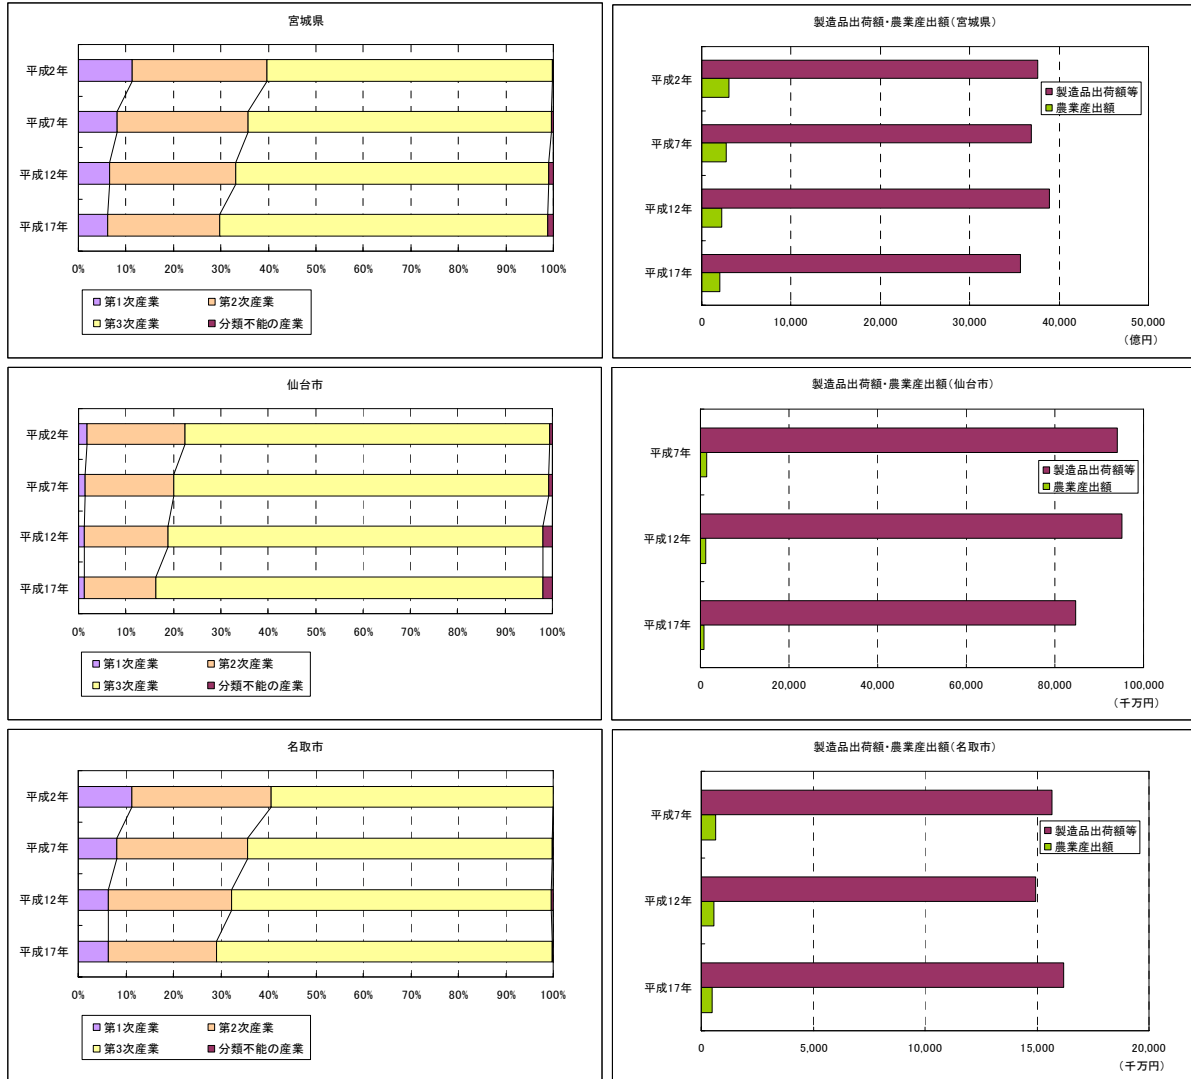 宮城県
平成2年
平成7年
平成12年
平成17年
0% 10% 20% 30% 40% 50% 60% 70% 80% 90% 100%
第1次産業 第2次産業
第3次産業 分類不能の産業
製造品出荷額・農業産出額(宮城県)
平成2年
平成7年
平成12年
平成17年
製造品出荷額等
農業産出額
0 10,000 20,000 30,000 40,000 50,000
(億円)
仙台市
平成2年
平成7年
平成12年
平成17年
0% 10% 20% 30% 40% 50% 60% 70% 80% 90% 100%
第1次産業 第2次産業
第3次産業 分類不能の産業
製造品出荷額・農業産出額(仙台市)
平成7年
平成12年
平成17年
製造品出荷額等
農業産出額
0 20,000 40,000 60,000 80,000 100,000
(千万円)
名取市
平成2年
平成7年
平成12年
平成17年
0% 10% 20% 30% 40% 50% 60% 70% 80% 90% 100%
第1次産業 第2次産業
第3次産業 分類不能の産業
製造品出荷額・農業産出額(名取市)
平成7年
平成12年
平成17年
製造品出荷額等
農業産出額
0 5,000 10,000 15,000 20,000
(千万円)